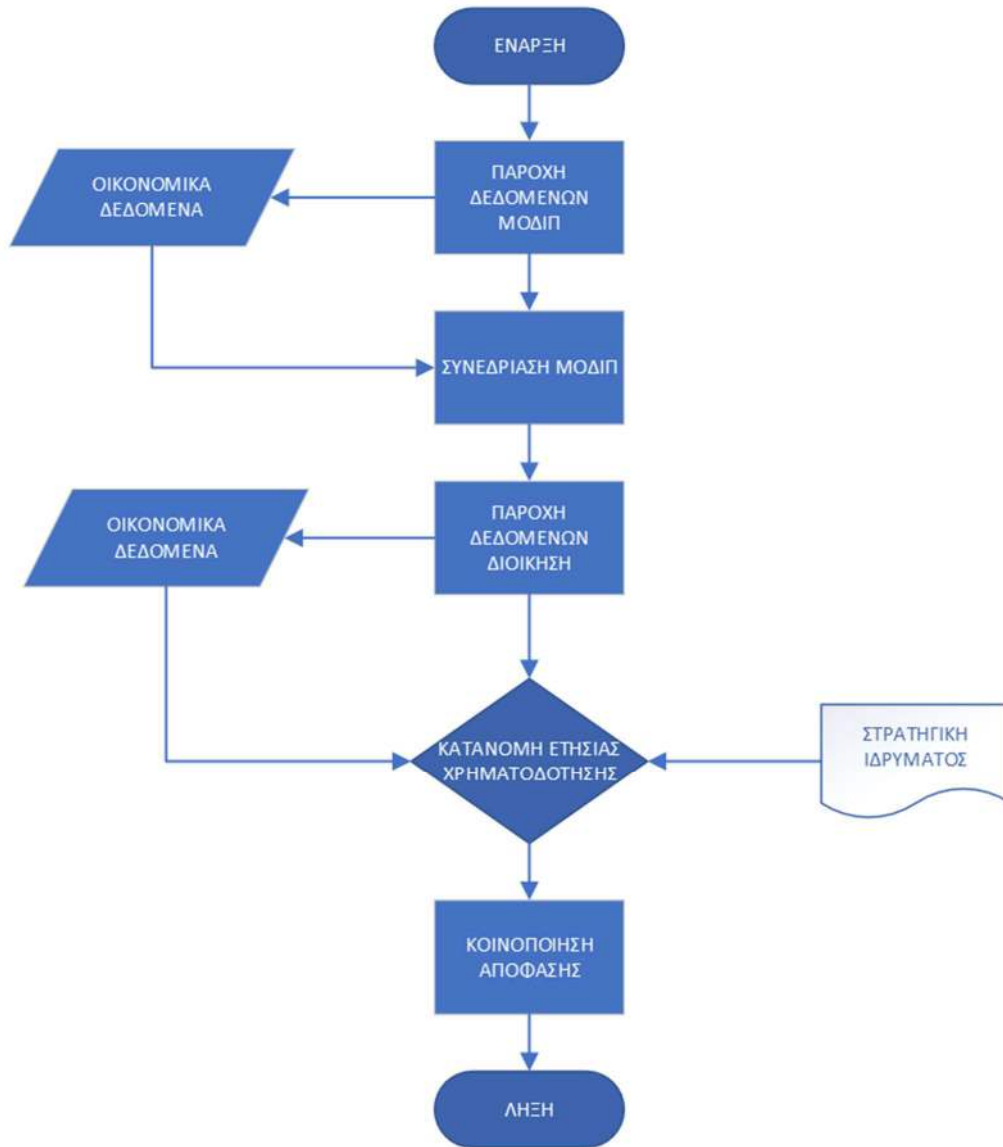 ΕΝΑΡΞΗ
ΠΑΡΟΧΗ
ΔΕΔΟΜΕΝΩΝ
ΜΟΔΙΠ
ΟΙΚΟΝΟΜΙΚΑ
ΔΕΔΟΜΕΝΑ
ΣΥΝΕΔΡΙΑΣΗ ΜΟΔΙΠ
ΠΑΡΟΧΗ
ΔΕΔΟΜΕΝΩΝ
ΔΙΟΙΚΗΣΗ
ΟΙΚΟΝΟΜΙΚΑ
ΔΕΔΟΜΕΝΑ
ΚΑΤΑΝΟΜΗ ΕΤΗΣΙΑΣ
ΧΡΗΜΑΤΟΔΟΤΗΣΗΣ
ΣΤΡΑΤΗΓΙΚΗ
ΙΔΡΥΜΑΤΟΣ
ΚΟΙΝΟΠΟΙΗΣΗ
ΑΠΟΦΑΣΗΣ
ΛΗΞΗ